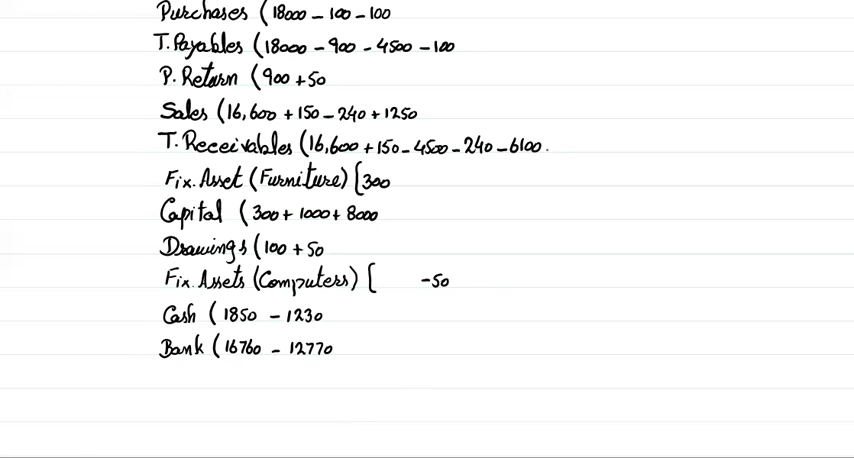 Purchases (18000 - 100 - 100
T.Payables (18000 - 900 - 4500 - 100
P. Return (900 + 50
Sales (16,600 + 150 - 240 + 1250
T. Receivables (16,600 + 150 - 4500 - 240 - 6100.
Fix. Asset (Furniture) [300
Capital (300 + 1000 + 8000
Drawings (100 + 50
Fix. Assets (Computers) [ -50
Cash (1850 - 1230
Bank (16760 - 12770